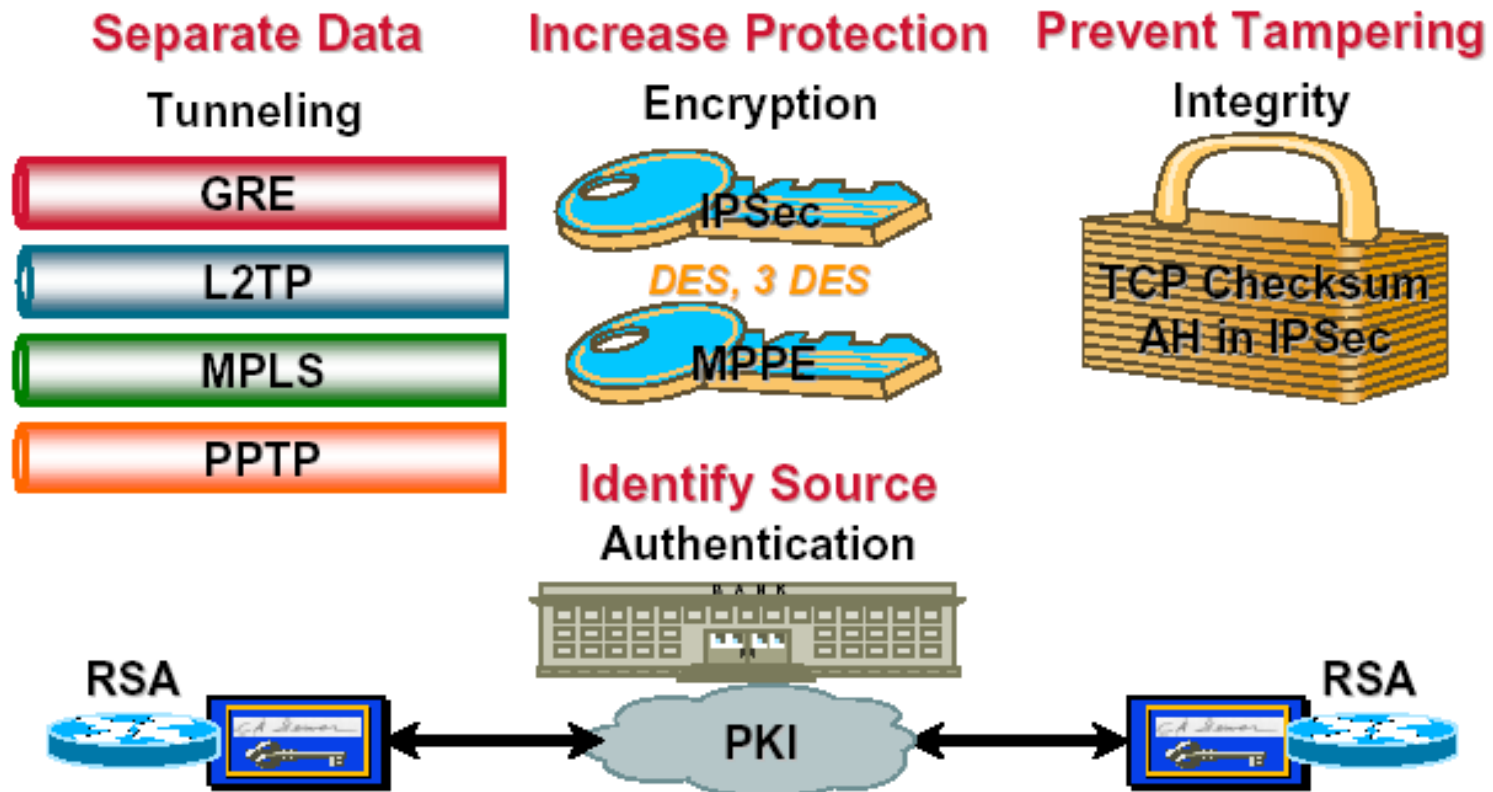 Separate Data
Tunneling
GRE
L2TP
MPLS
PPTP
Increase Protection
Encryption
IPSec
DES, 3 DES
MPPE
Prevent Tampering
Integrity
TCP Checksum
AH in IPSec
Identify Source
Authentication
BANK
RSA
PKI
RSA